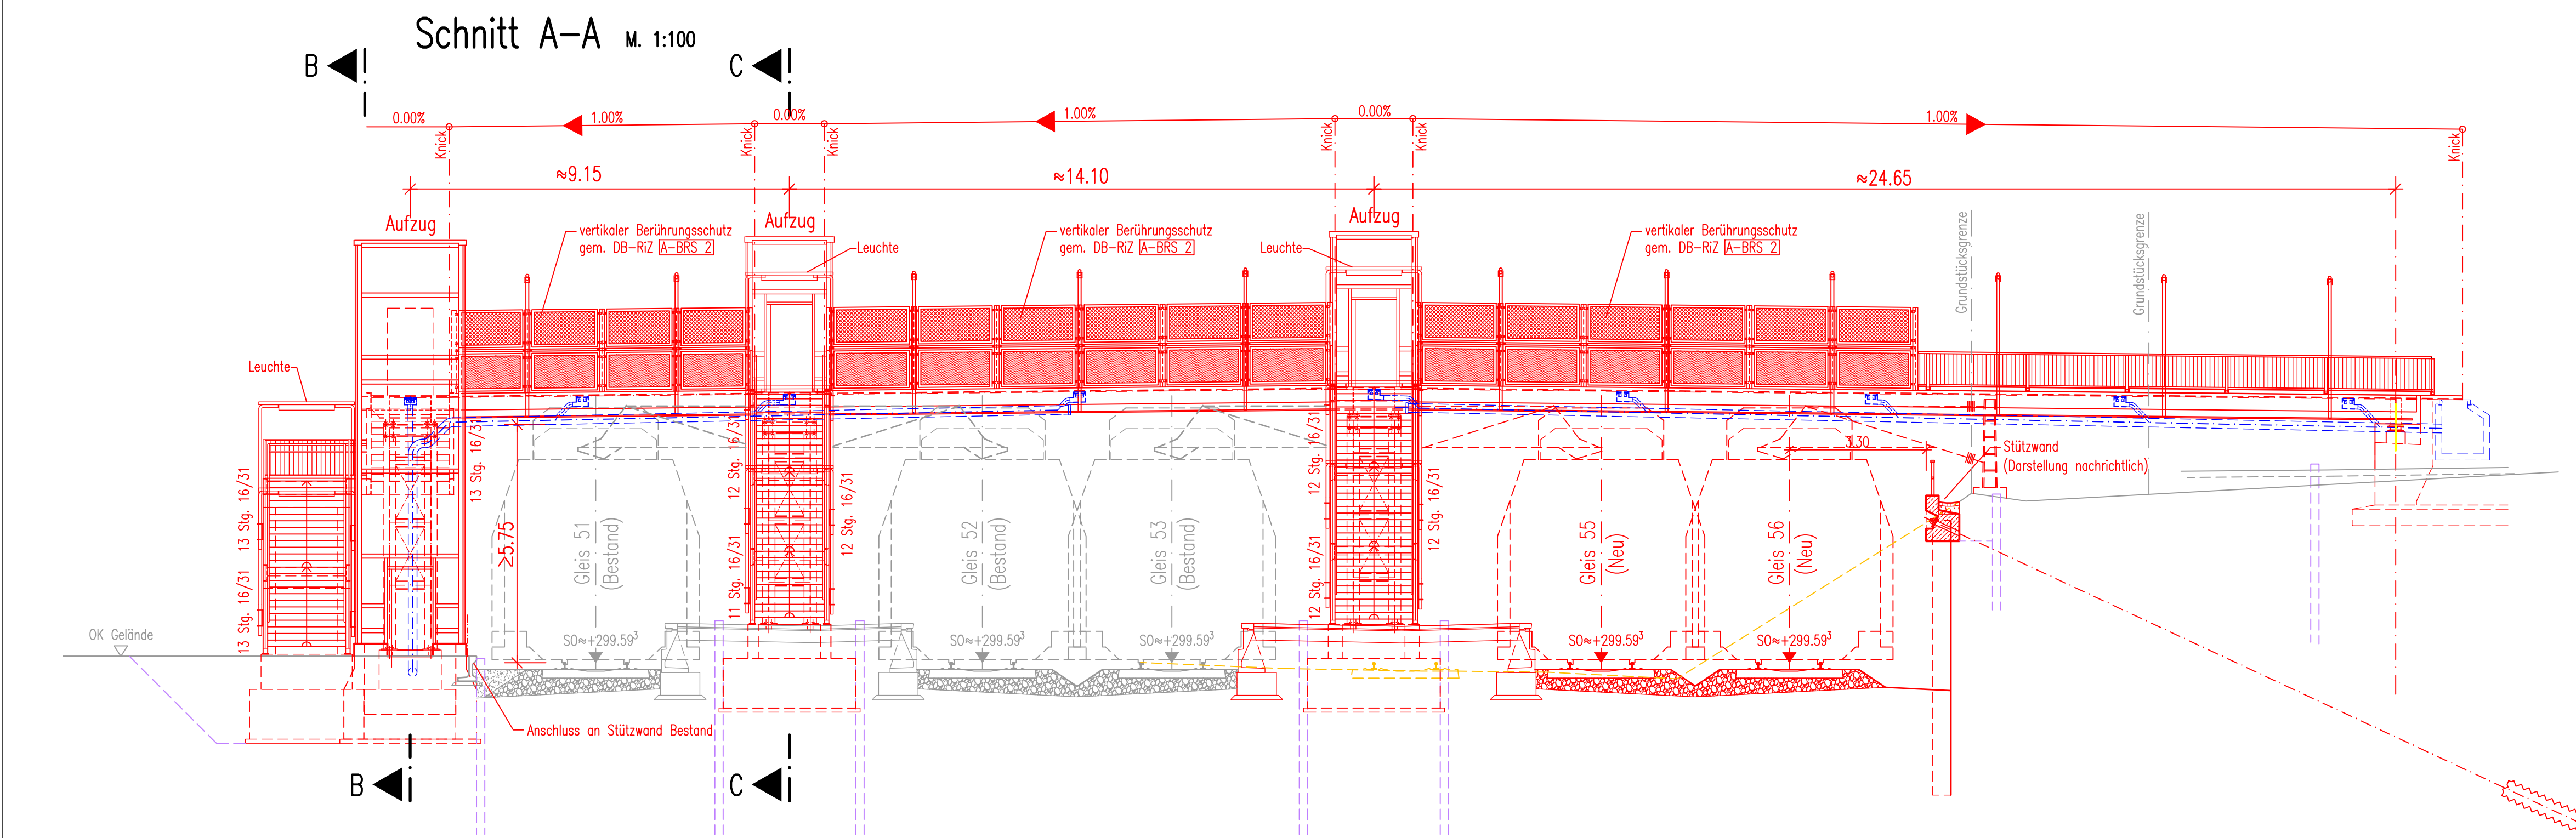 Schnitt A-A M. 1:100
B
C
0.00%
1.00%
0.00%
1.00%
0.00%
1.00%
Knick
Knick
Knick
Knick
Knick
Knick
≈9.15
≈14.10
≈24.65
Aufzug
Aufzug
Aufzug
vertikaler Berührungsschutz
gem. DB-RiZ A-BRS 2
Leuchte
vertikaler Berührungsschutz
gem. DB-RiZ A-BRS 2
Leuchte
vertikaler Berührungsschutz
gem. DB-RiZ A-BRS 2
Grundstücksgrenze
Grundstücksgrenze
Leuchte
13 Stg. 16/31
13 Stg. 16/31
13 Stg. 16/31
≥5.75
Gleis 51
(Bestand)
12 Stg. 16/31
11 Stg. 16/31
12 Stg. 16/31
Gleis 52
(Bestand)
Gleis 53
(Bestand)
12 Stg. 16/31
12 Stg. 16/31
12 Stg. 16/31
Gleis 55
(Neu)
Gleis 56
(Neu)
3.30
Stützwand
(Darstellung nachrichtlich)
OK Gelände
SO≈+299.59³
SO≈+299.59³
SO≈+299.59³
SO≈+299.59³
SO≈+299.59³
Anschluss an Stützwand Bestand
B
C